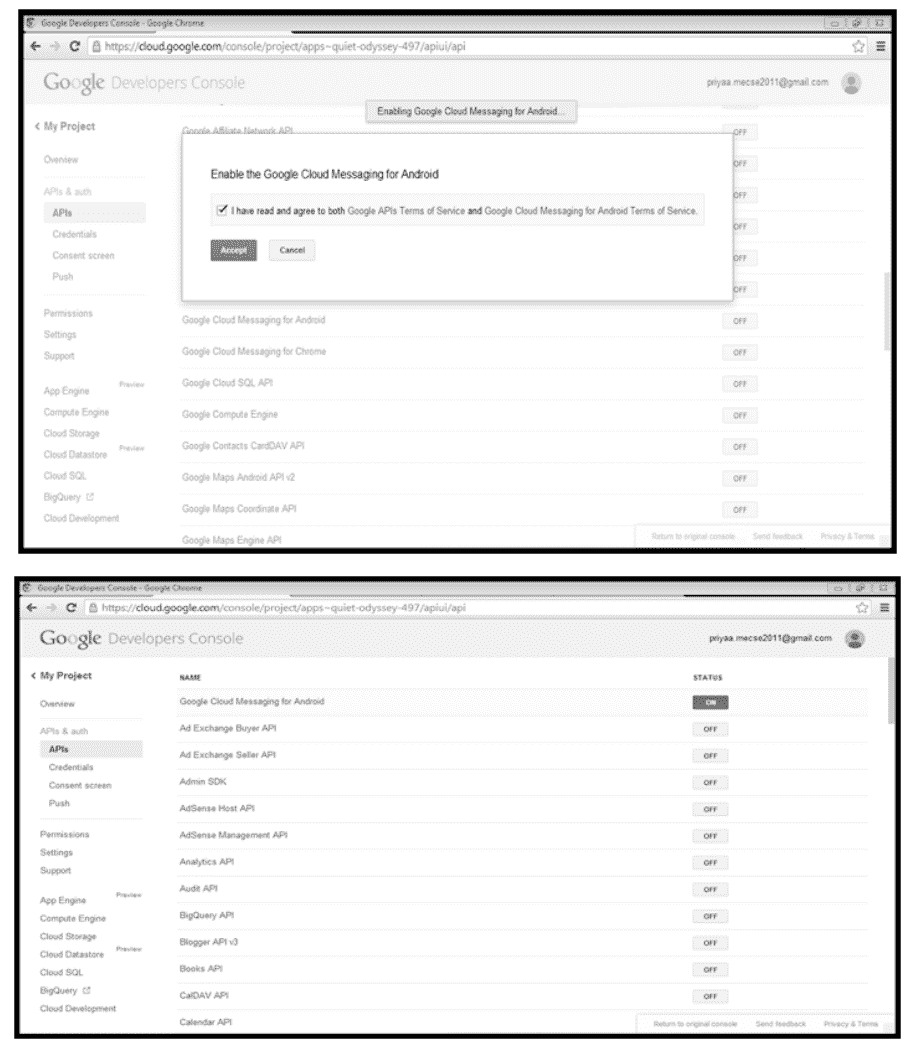 Google Developers Console - Google Chrome
https://cloud.google.com/console/project/apps~quiet-odyssey-497/apiui/api
Google Developers Console
priyaa.mecse2011@gmail.com
Enabling Google Cloud Messaging for Android...
< My Project
Google Affiliate Network API OFF
Overview
OFF
APIs & auth
OFF
APIs
OFF
Credentials
Consent screen
OFF
Push
OFF
Enable the Google Cloud Messaging for Android
I have read and agree to both Google APIs Terms of Service and Google Cloud Messaging for Android Terms of Service.
Accept Cancel
Permissions
Settings
Support
App Engine Preview
Compute Engine
Cloud Storage
Cloud Datastore Preview
Cloud SQL
BigQuery
Cloud Development
Google Cloud Messaging for Android OFF
Google Cloud Messaging for Chrome OFF
Google Cloud SQL API OFF
Google Compute Engine OFF
Google Contacts CardDAV API OFF
Google Maps Android API v2 OFF
Google Maps Coordinate API OFF
Google Maps Engine API
Return to original console Send feedback Privacy & Terms
Google Developers Console - Google Chrome
https://cloud.google.com/console/project/apps~quiet-odyssey-497/apiui/api
Google Developers Console
priyaa.mecse2011@gmail.com
< My Project
Overview
APIs & auth
APIs
Credentials
Consent screen
Push
Permissions
Settings
Support
App Engine Preview
Compute Engine
Cloud Storage
Cloud Datastore Preview
Cloud SQL
BigQuery
Cloud Development
NAME STATUS
Google Cloud Messaging for Android ON
Ad Exchange Buyer API OFF
Ad Exchange Seller API OFF
Admin SDK OFF
AdSense Host API OFF
AdSense Management API OFF
Analytics API OFF
Audit API OFF
BigQuery API OFF
Blogger API v3 OFF
Books API OFF
CalDAV API OFF
Calendar API
Return to original console Send feedback Privacy & Terms